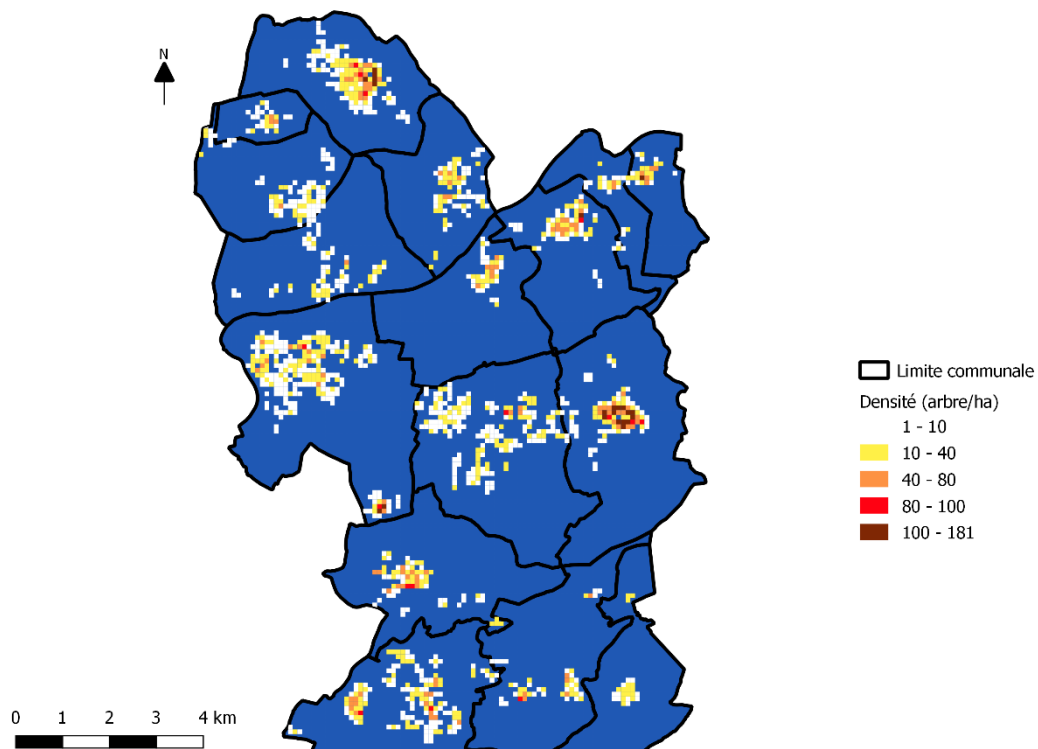 N
Limite communale
Densité (arbre/ha)
1 - 10
10 - 40
40 - 80
80 - 100
100 - 181
0 1 2 3 4 km